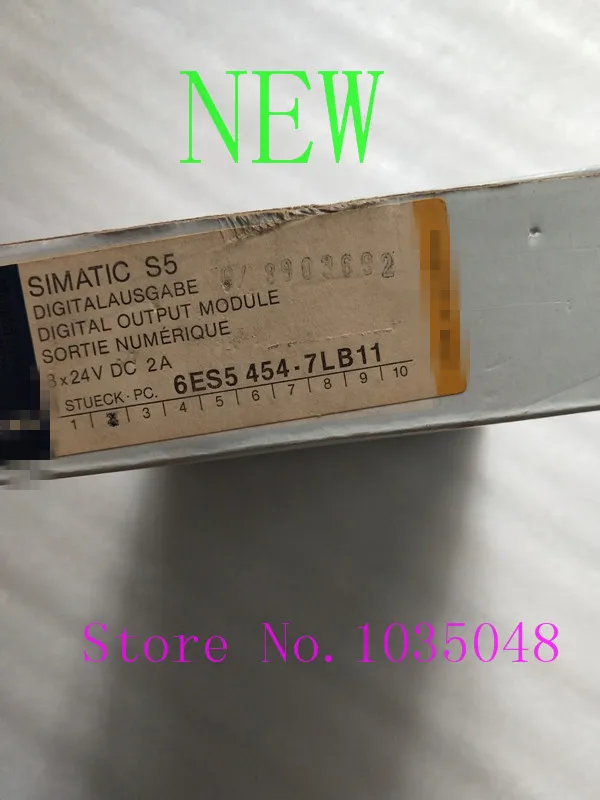 NEW
SIMATIC S5
DIGITALAUSGABE
DIGITAL OUTPUT MODULE
SORTIE NUMÉRIQUE
8x24V DC 2A
6ES5 454-7LB11
STUECK-PC.
1 2 3 4 5 6 7 8 9 10
Store No.1035048